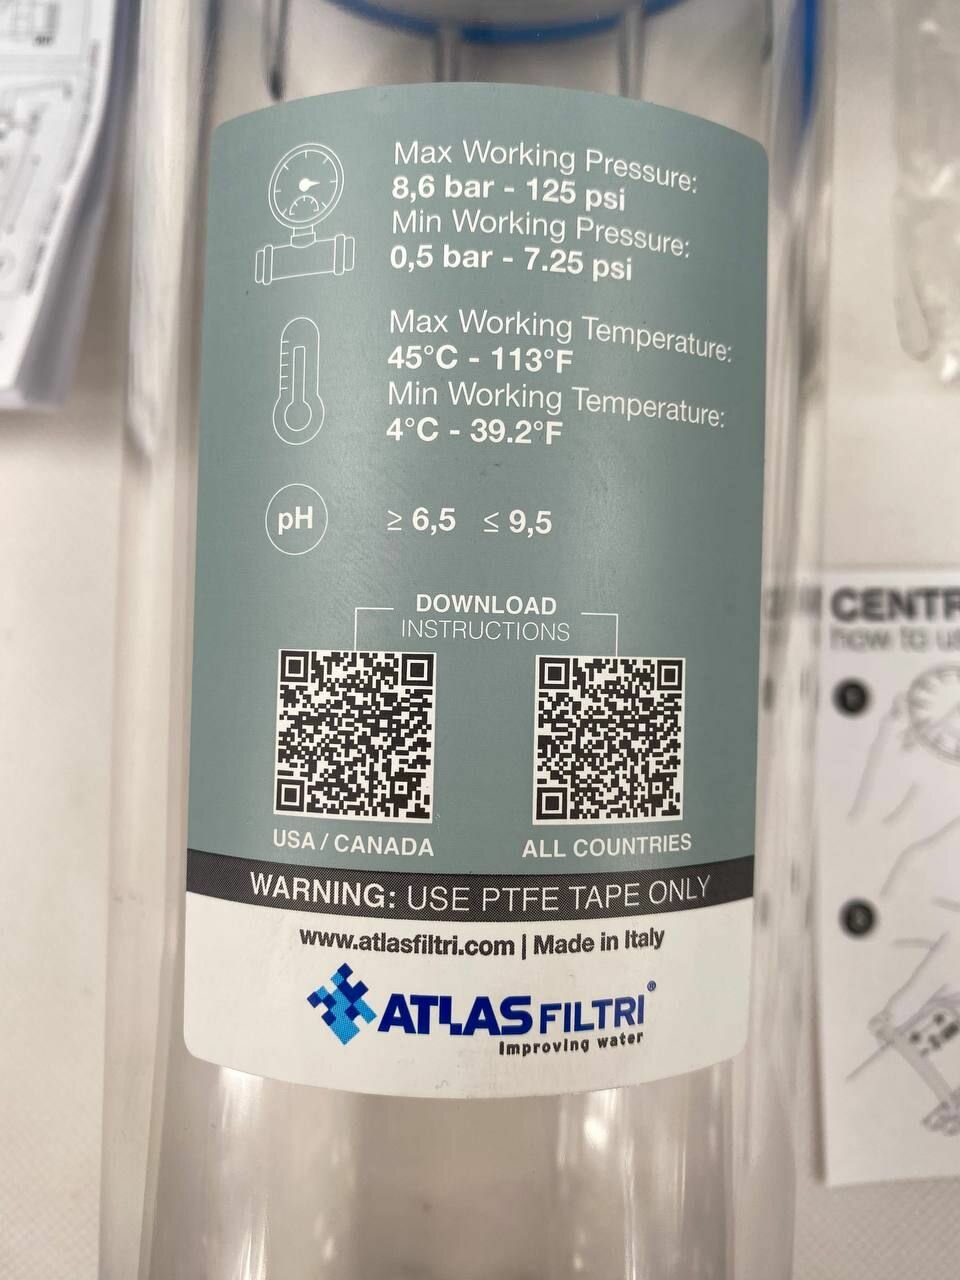 Max Working Pressure:
8,6 bar - 125 psi
Min Working Pressure:
0,5 bar - 7.25 psi
Max Working Temperature:
45°C - 113°F
Min Working Temperature:
4°C - 39.2°F
pH ≥ 6,5 ≤ 9,5
DOWNLOAD
INSTRUCTIONS
USA / CANADA ALL COUNTRIES
WARNING: USE PTFE TAPE ONLY
www.atlasfiltri.com | Made in Italy
ATLAS FILTRI®
Improving water
CENTR
how to us